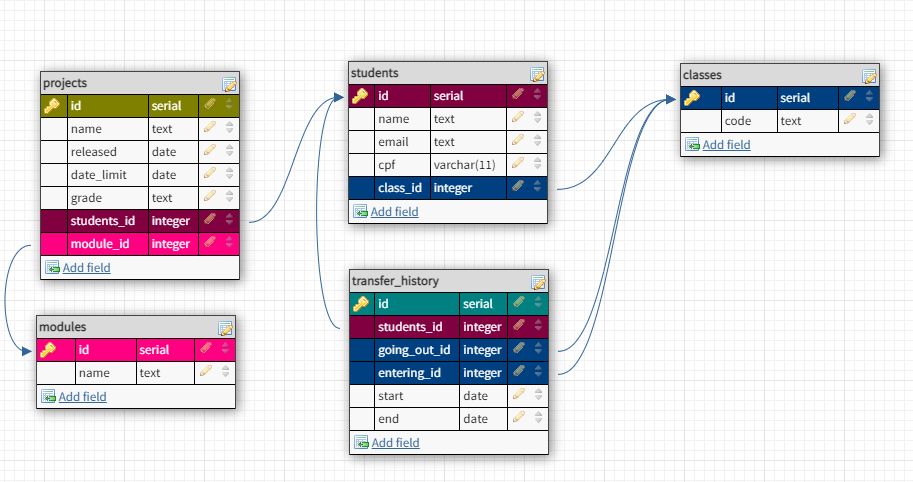 projects
id serial
name text
released date
date_limit date
grade text
students_id integer
module_id integer
Add field
modules
id serial
name text
Add field
students
id serial
name text
email text
cpf varchar(11)
class_id integer
Add field
transfer_history
id serial
students_id integer
going_out_id integer
entering_id integer
start date
end date
Add field
classes
id serial
code text
Add field